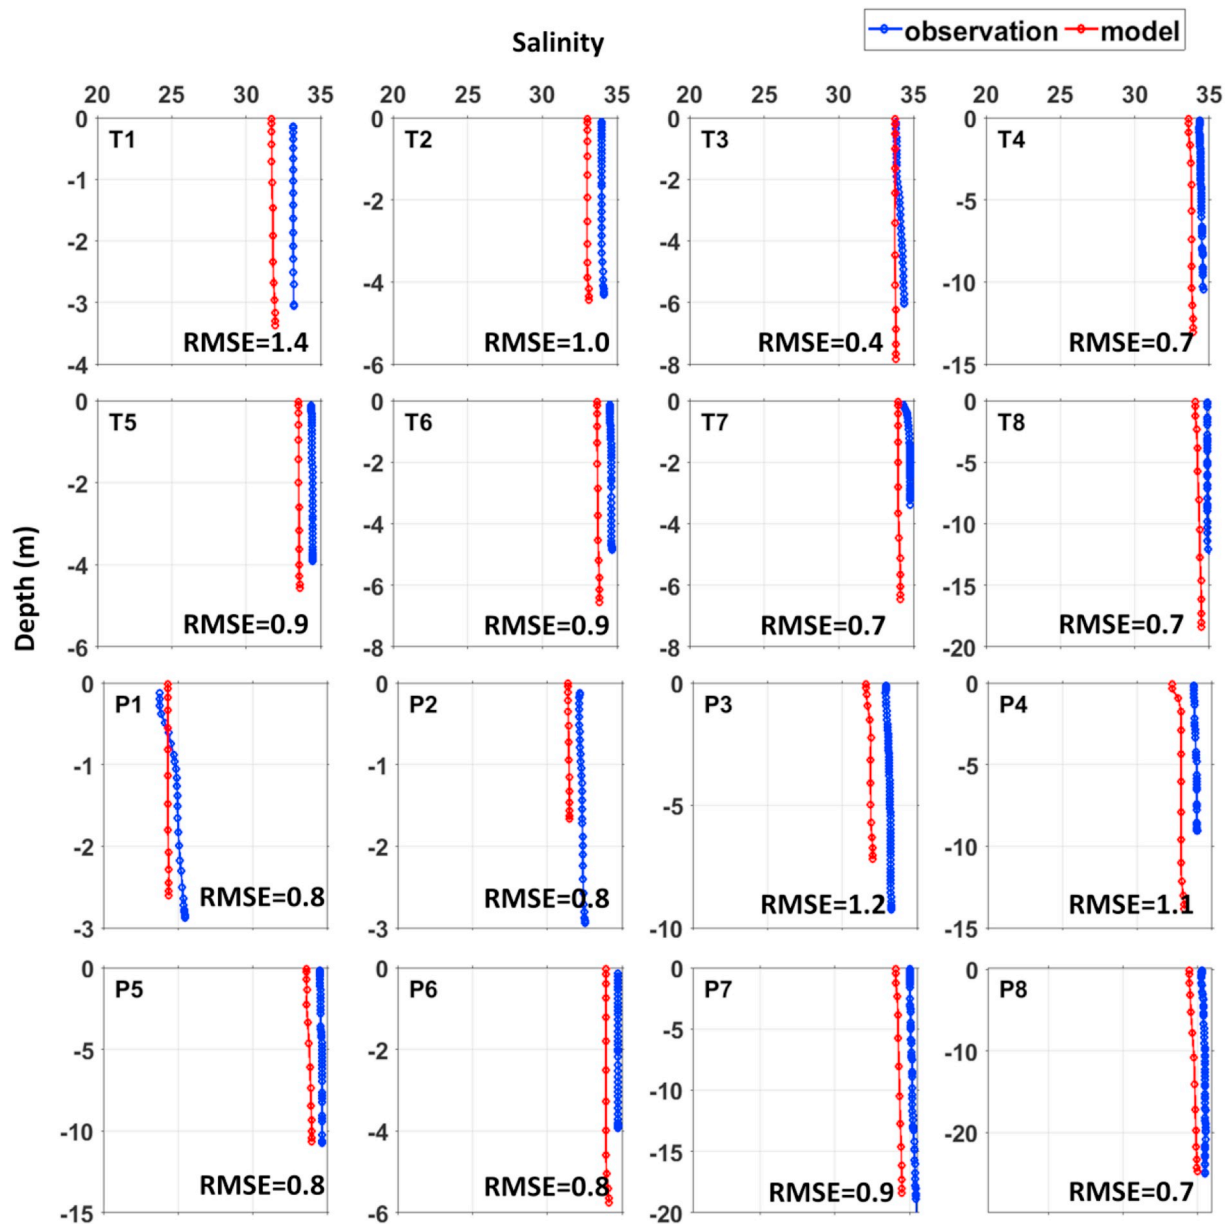 observation model
Salinity
20 25 30 35 20 25 30 35 20 25 30 35 20 25 30 35
0 0 0 0
T1 T2 T3 T4
-1 -2 -2 -5
-2 -4 -4 -10
-3 -6
RMSE=1.4 RMSE=1.0 RMSE=0.4 RMSE=0.7
-4 -6 -8 -15
0 0 0 0
T5 T6 T7 T8
-2 -2 -2 -5
-4 -4 -4 -10
-6 -6 -15
RMSE=0.9 RMSE=0.9 RMSE=0.7 RMSE=0.7
-6 -8 -8 -20
Depth (m)
0 0 0 0
P1 P2 P3 P4
-1 -1 -5 -5
-2 -2 -10
RMSE=0.8 RMSE=0.8 RMSE=1.2 RMSE=1.1
-3 -3 -10 -15
0 0 0 0
P5 P6 P7 P8
-5 -2 -5 -10
-10 -4 -10 -20
-15
RMSE=0.8 RMSE=0.8 RMSE=0.9 RMSE=0.7
-15 -6 -20